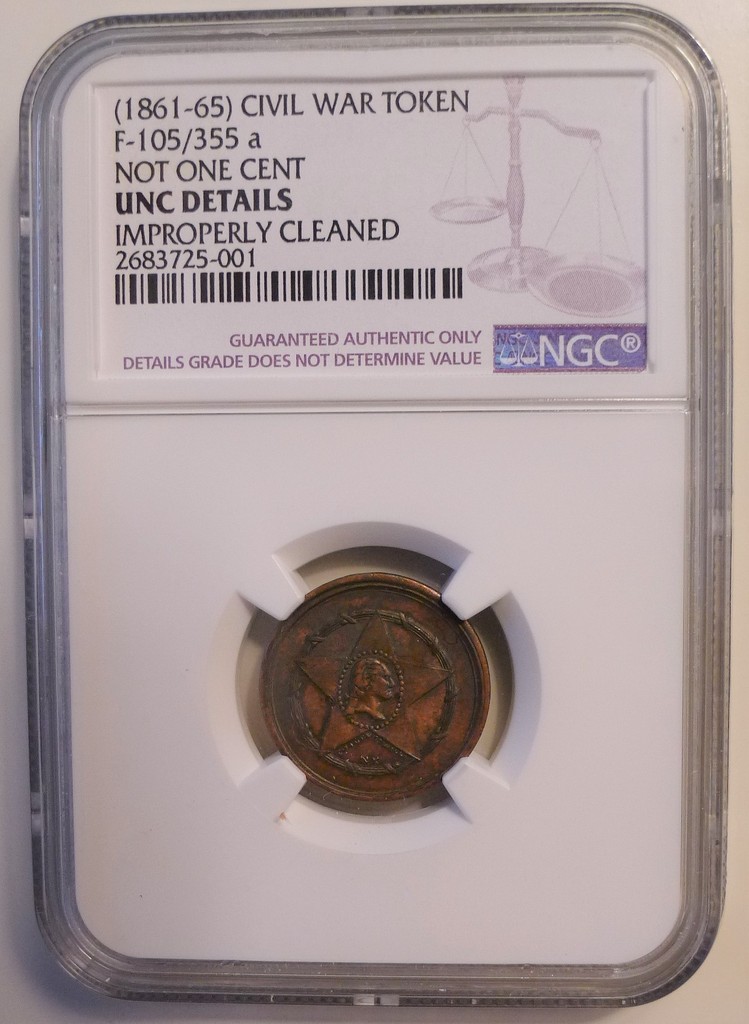 (1861-65) CIVIL WAR TOKEN
F-105/355 a
NOT ONE CENT
UNC DETAILS
IMPROPERLY CLEANED
2683725-001
GUARANTEED AUTHENTIC ONLY
DETAILS GRADE DOES NOT DETERMINE VALUE
NGC®